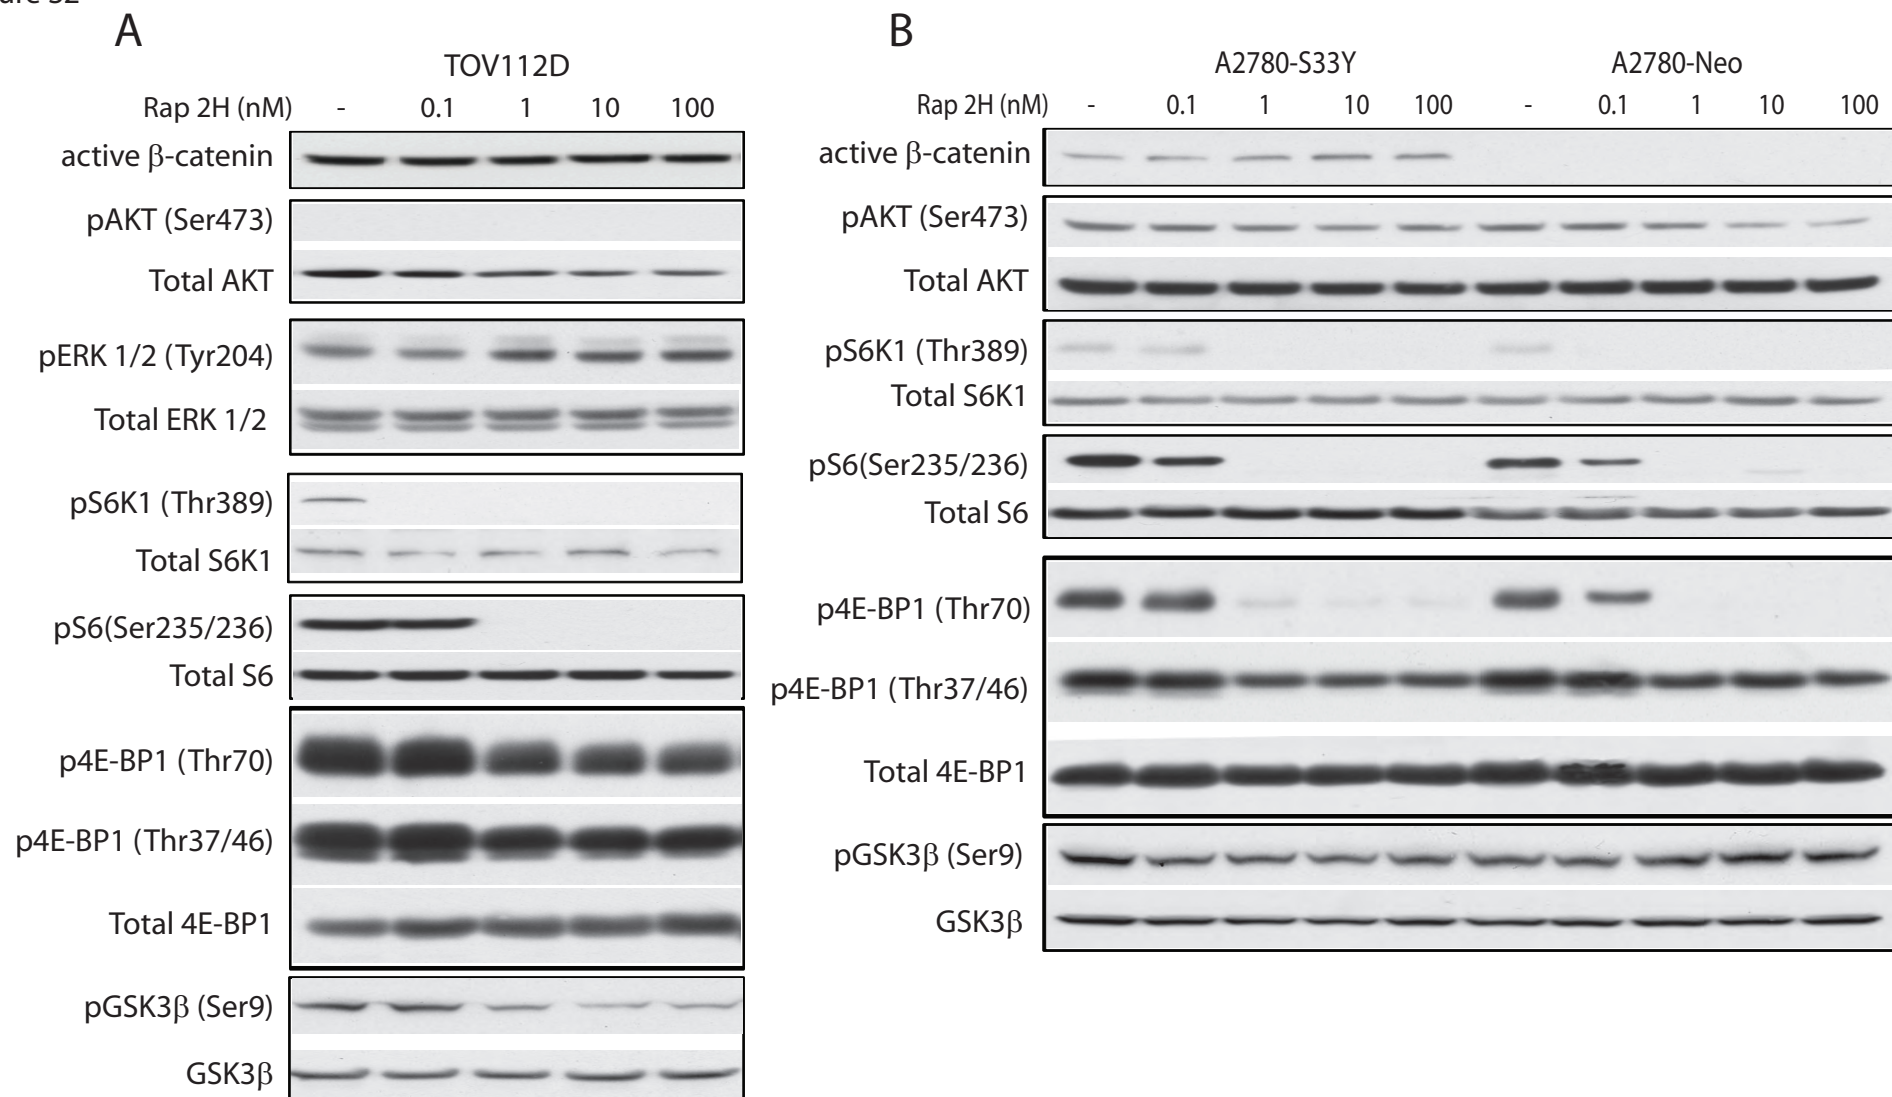 A
TOV112D
Rap 2H (nM) - 0.1 1 10 100
active β-catenin
pAKT (Ser473)
Total AKT
pERK 1/2 (Tyr204)
Total ERK 1/2
pS6K1 (Thr389)
Total S6K1
pS6(Ser235/236)
Total S6
p4E-BP1 (Thr70)
p4E-BP1 (Thr37/46)
Total 4E-BP1
pGSK3β (Ser9)
GSK3β
B
A2780-S33Y A2780-Neo
Rap 2H (nM) - 0.1 1 10 100 - 0.1 1 10 100
active β-catenin
pAKT (Ser473)
Total AKT
pS6K1 (Thr389)
Total S6K1
pS6(Ser235/236)
Total S6
p4E-BP1 (Thr70)
p4E-BP1 (Thr37/46)
Total 4E-BP1
pGSK3β (Ser9)
GSK3β